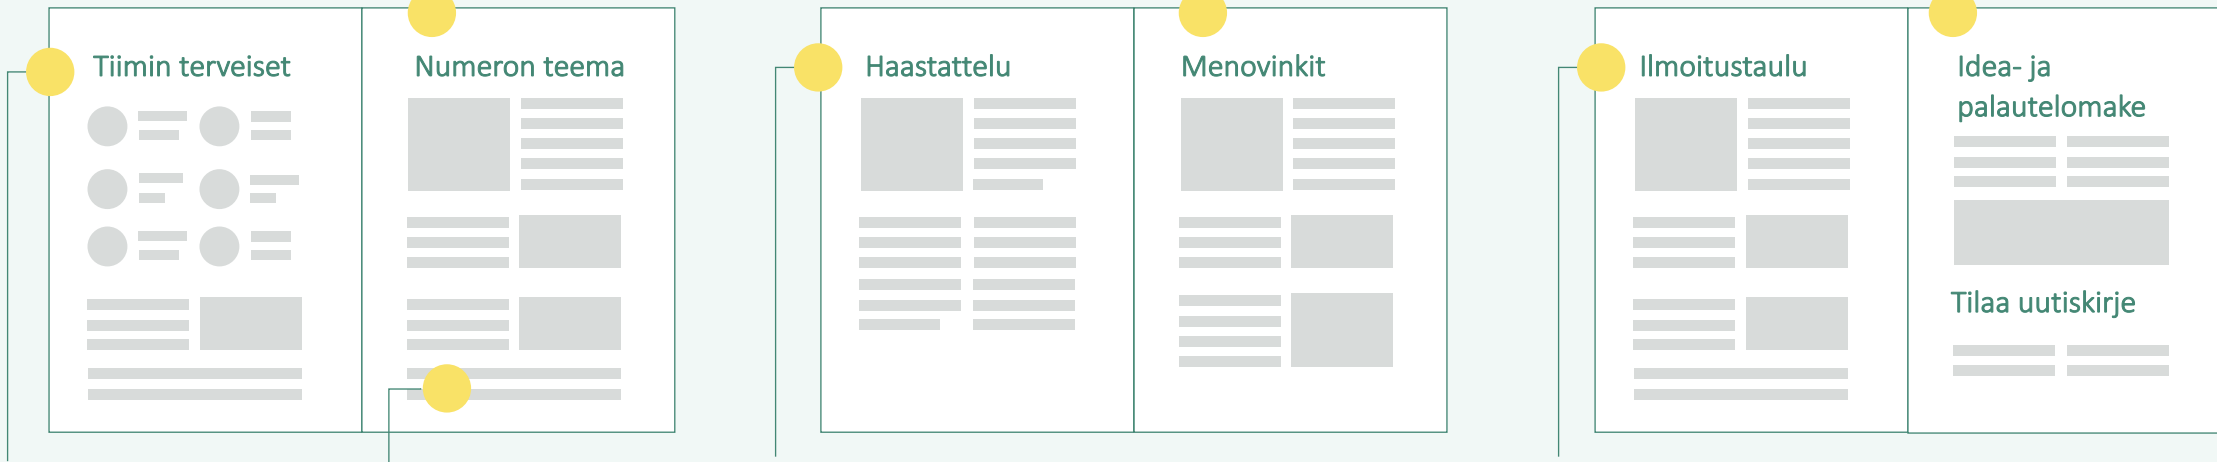 Tiimin terveiset
Numeron teema
Haastattelu
Menovinkit
Ilmoitustaulu
Idea- ja
palautelomake
Tilaa uutiskirje